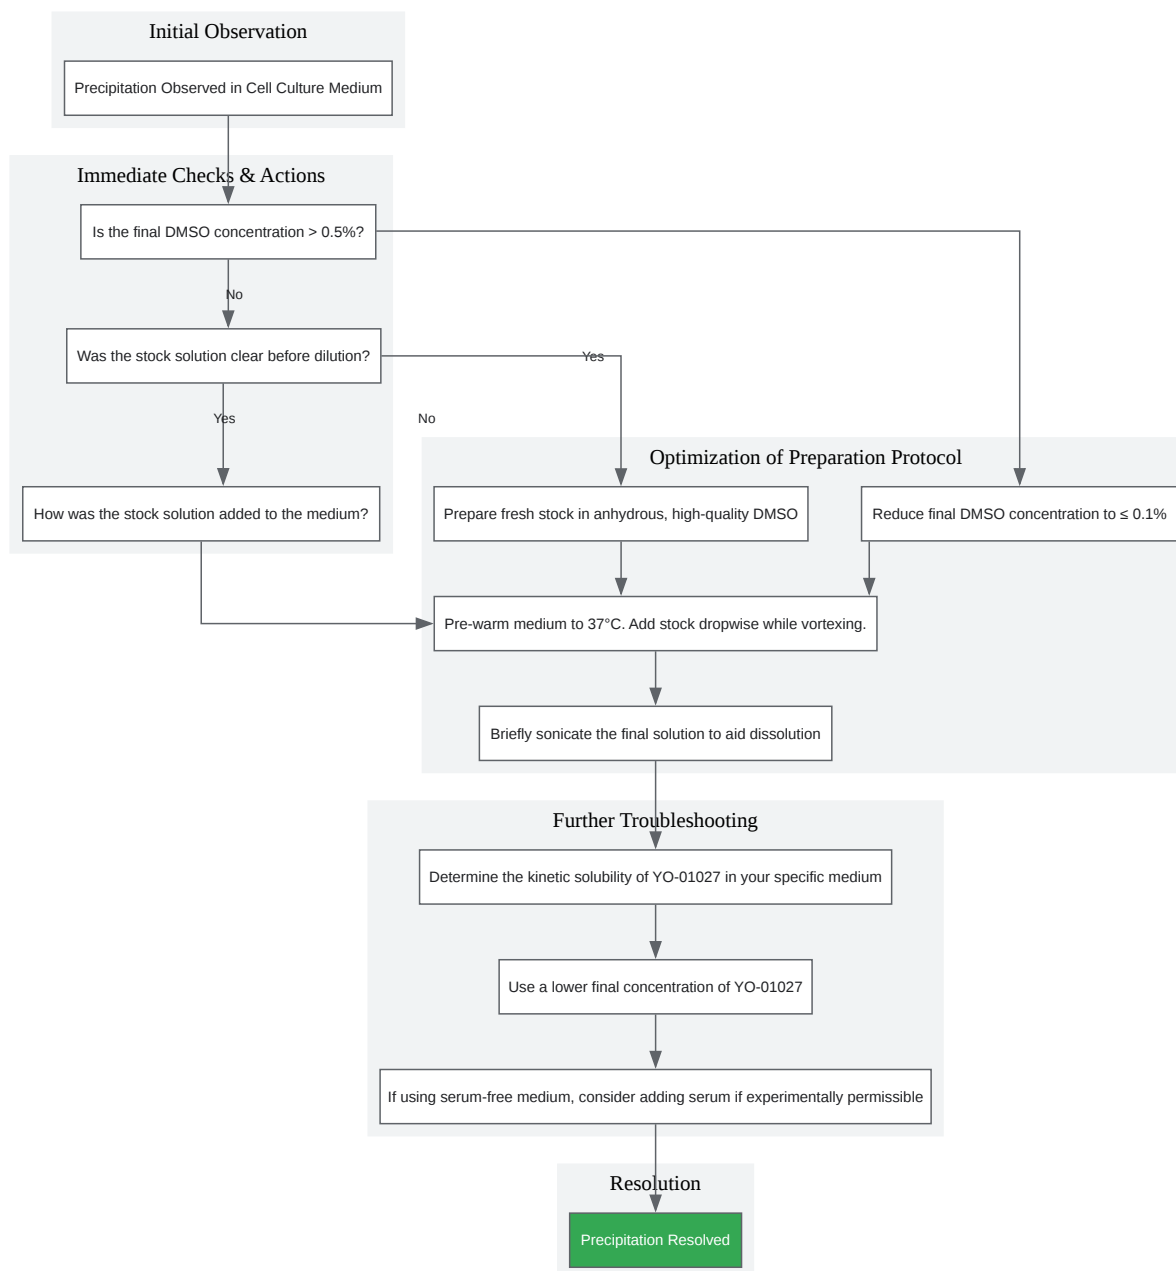 Initial Observation
Precipitation Observed in Cell Culture Medium
Immediate Checks & Actions
Is the final DMSO concentration > 0.5%?
No
Was the stock solution clear before dilution?
Yes
Yes
No
Optimization of Preparation Protocol
How was the stock solution added to the medium?
Prepare fresh stock in anhydrous, high-quality DMSO
Reduce final DMSO concentration to ≤ 0.1%
Pre-warm medium to 37°C. Add stock dropwise while vortexing.
Briefly sonicate the final solution to aid dissolution
Further Troubleshooting
Determine the kinetic solubility of YO-01027 in your specific medium
Use a lower final concentration of YO-01027
If using serum-free medium, consider adding serum if experimentally permissible
Resolution
Precipitation Resolved